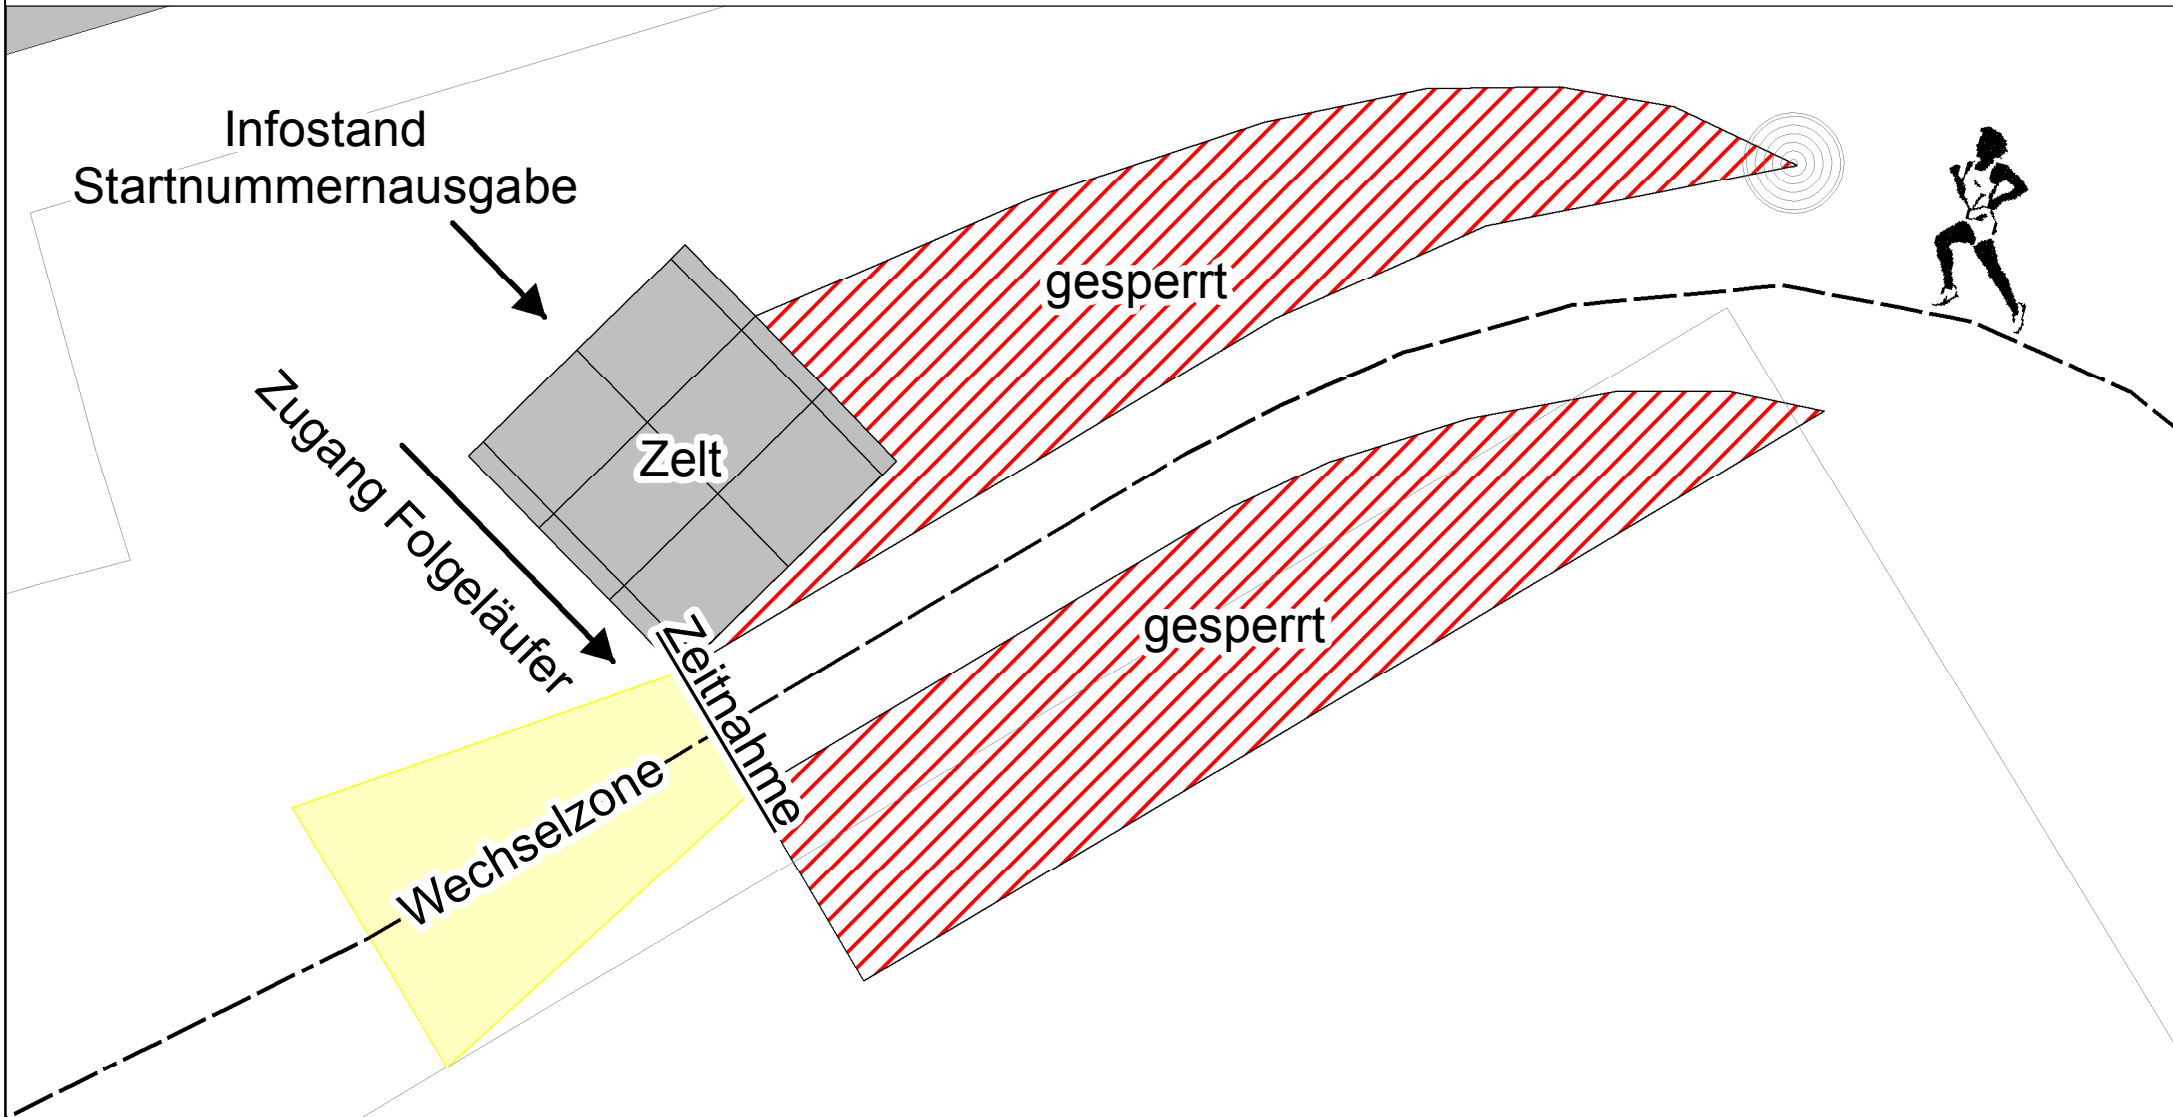 Infostand
Startnummernausgabe
gesperrt
Zelt
Zugang Folgeläufer
gesperrt
Zeitnahme
Wechselzone